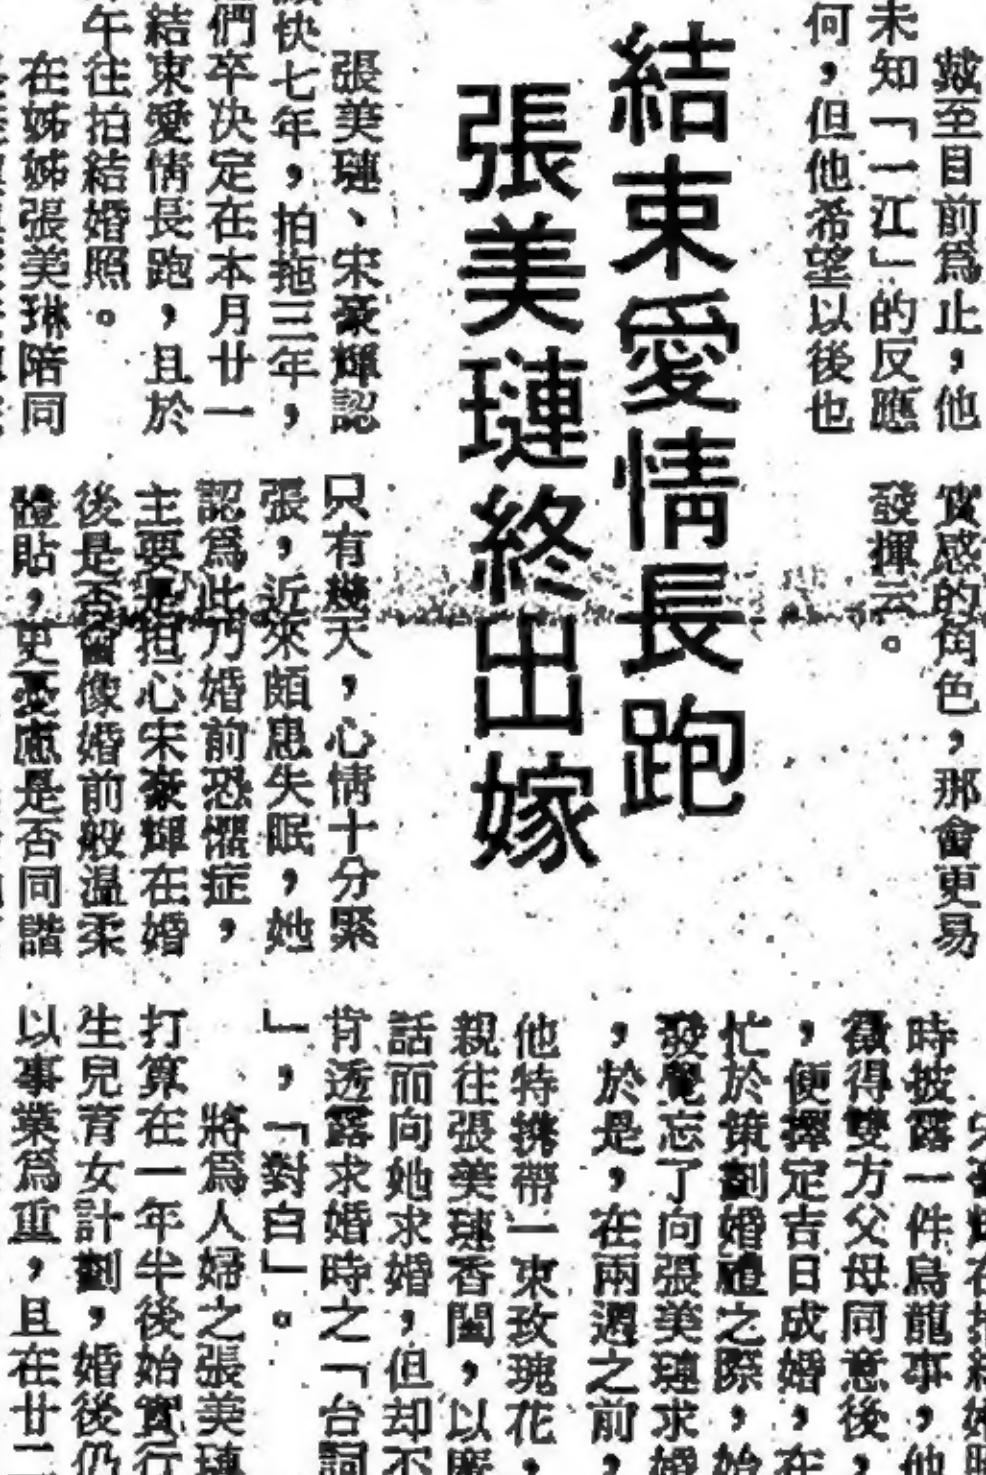 戴至目前為止，他
未知「一江」的反應
何，但他希望以後也
實感的角色，那會更易
發揮云。
結束愛情長跑
張美璉終出嫁
張美璉、宋豪輝認
快七年，拍拖三年，
們卒決定在本月廿一
結束愛情長跑，且於
午往拍結婚照。
在姊姊張美琳陪同
只有幾天，心情十分緊
張，近來頗患失眠，她
認為此乃婚前恐懼症，
主要是担心宋豪輝在婚
後是否會像婚前般溫柔
體貼，更憂慮是否同諧
時披露一件烏龍事，他
徵得雙方父母同意後，
，便擇定吉日成婚，在
忙於策劃婚禮之際，始
發覺忘了向張美璉求婚
，於是，在兩週之前，
他特携帶一束玫瑰花，
親往張美璉香閨，以
話而向她求婚，但却不
肯透露求婚時之「台詞
」，「對白」。
將為人婦之張美璉
打算在一年半後始實行
生兒育女計劃，婚後仍
以事業為重，且在廿二